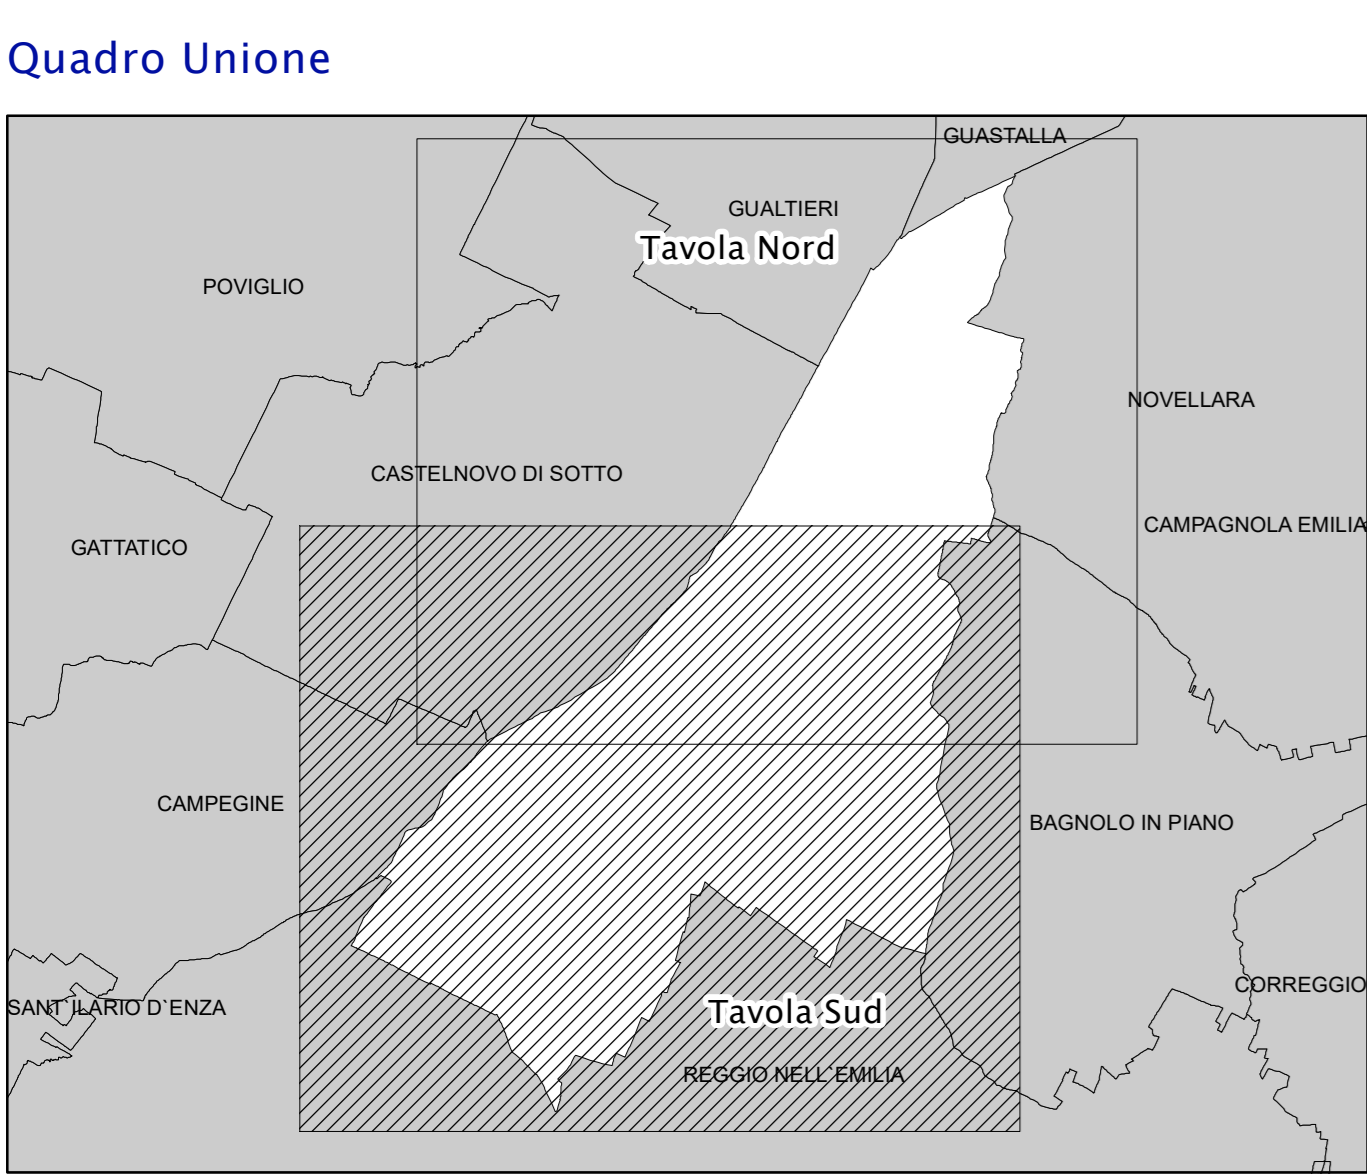 Quadro Unione
GUASTALLA
GUALTIERI
Tavola Nord
POVIGLIO
NOVELLARA
CASTELNOVO DI SOTTO
CAMPAGNOLA EMILIA
GATTATICO
CAMPEGINE
BAGNOLO IN PIANO
CORREGGIO
SANT`ILARIO D`ENZA
Tavola Sud
REGGIO NELL`EMILIA